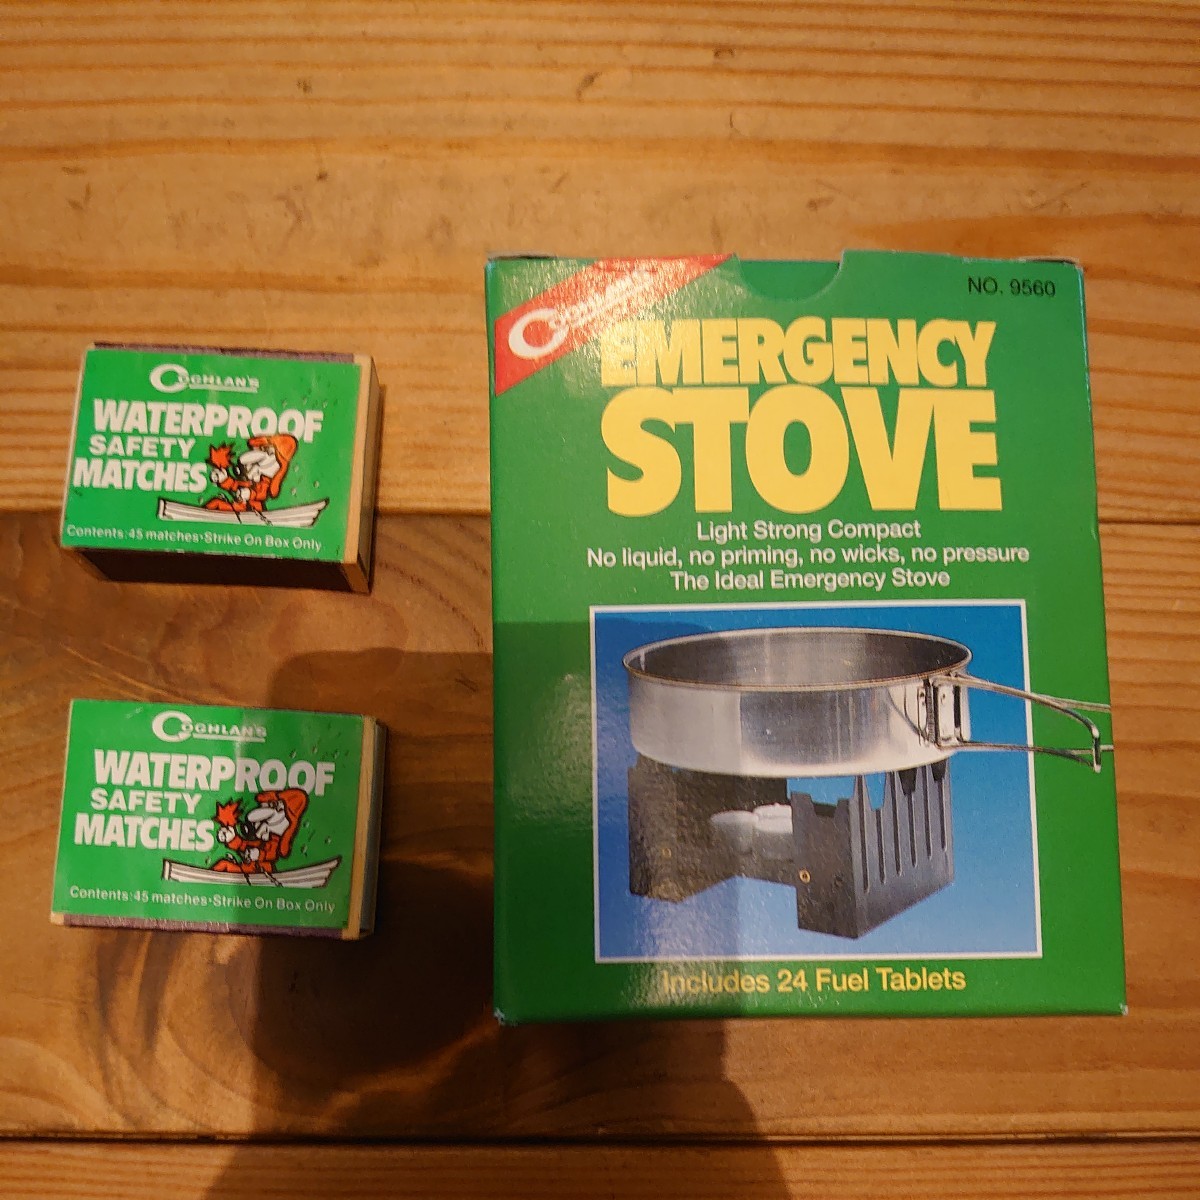 COGHLAN'S
WATERPROOF
SAFETY
MATCHES
Contents: 45 matches • Strike On Box Only
COGHLAN'S
WATERPROOF
SAFETY
MATCHES
Contents: 45 matches • Strike On Box Only
COGHLAN'S
NO. 9560
EMERGENCY
STOVE
Light Strong Compact
No liquid, no priming, no wicks, no pressure
The Ideal Emergency Stove
Includes 24 Fuel Tablets